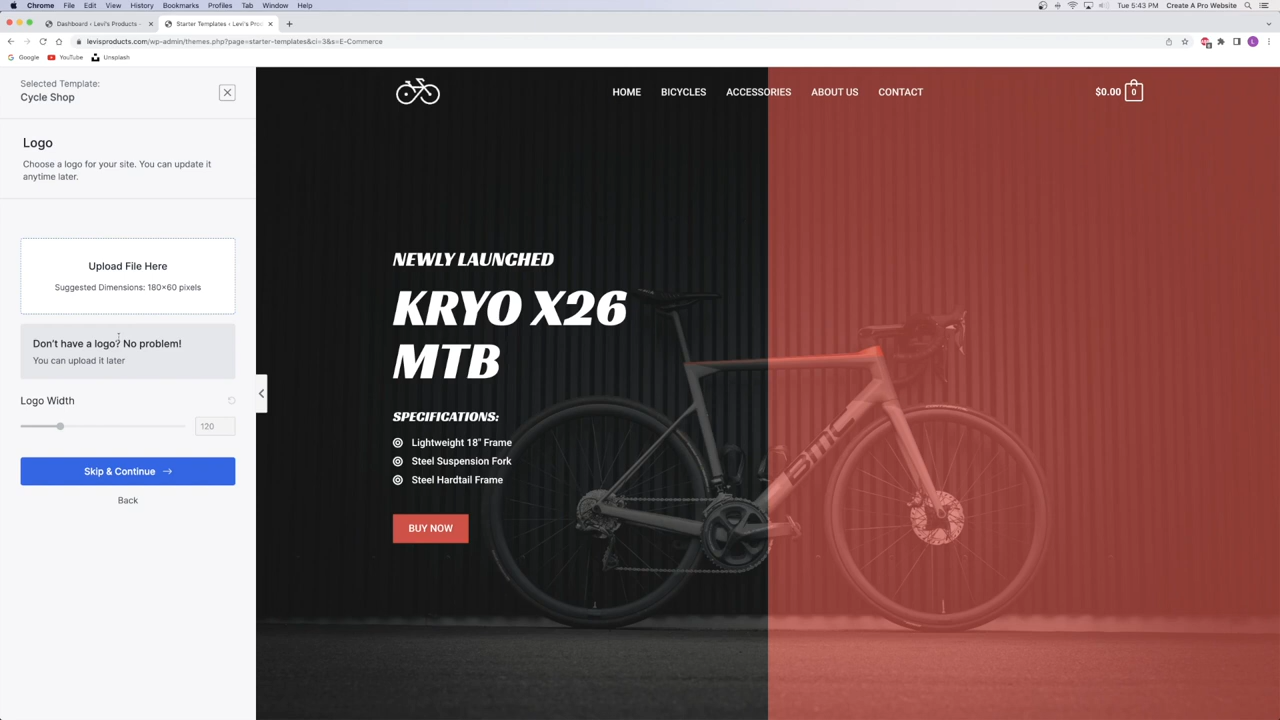 Chrome File Edit View History Bookmarks Profiles Tab Window Help Tue 5:43 PM Create A Pro Website
Dashboard ‹ Levi's Products - Starter Templates ‹ Levi's Proc
levisproducts.com/wp-admin/themes.php?page=starter-templates&ci=3&s=E-Commerce
Google YouTube Unsplash
Selected Template:
Cycle Shop
Logo
Choose a logo for your site. You can update it
anytime later.
Upload File Here
Suggested Dimensions: 180×60 pixels
Don't have a logo? No problem!
You can upload it later
Logo Width
120
Skip & Continue
Back
HOME BICYCLES ACCESSORIES ABOUT US CONTACT $0.00 0
NEWLY LAUNCHED
KRYO X26
MTB
SPECIFICATIONS:
Lightweight 18" Frame
Steel Suspension Fork
Steel Hardtail Frame
BUY NOW
BMC